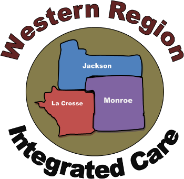 Western Region
Jackson
La Crosse
Monroe
Integrated Care